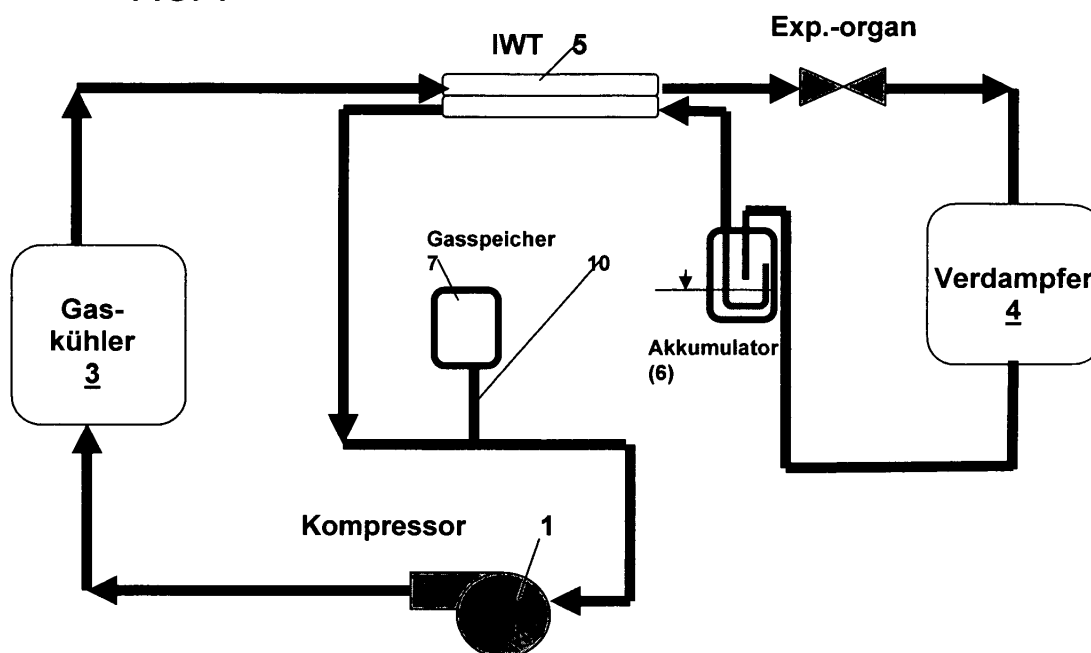 IWT 5
Exp.-organ
Gasspeicher
7
10
Gas-
kühler
3
Akkumulator
(6)
Verdampfer
4
Kompressor 1